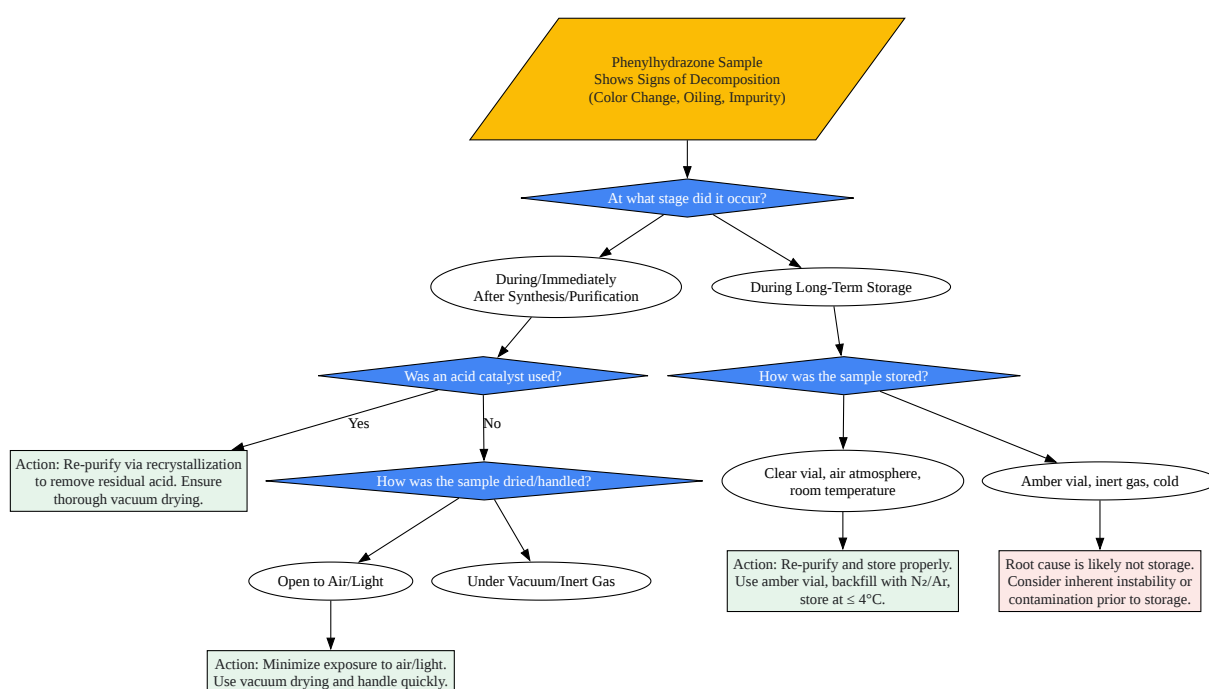 Phenylhydrazone Sample
Shows Signs of Decomposition
(Color Change, Oiling, Impurity)
At what stage did it occur?
During/Immediately
After Synthesis/Purification
During Long-Term Storage
Was an acid catalyst used?
How was the sample stored?
Yes
No
Action: Re-purify via recrystallization
to remove residual acid. Ensure
thorough vacuum drying.
How was the sample dried/handled?
Clear vial, air atmosphere,
room temperature
Amber vial, inert gas, cold
Open to Air/Light
Under Vacuum/Inert Gas
Action: Re-purify and store properly.
Use amber vial, backfill with N₂/Ar,
store at ≤ 4°C.
Root cause is likely not storage.
Consider inherent instability or
contamination prior to storage.
Action: Minimize exposure to air/light.
Use vacuum drying and handle quickly.